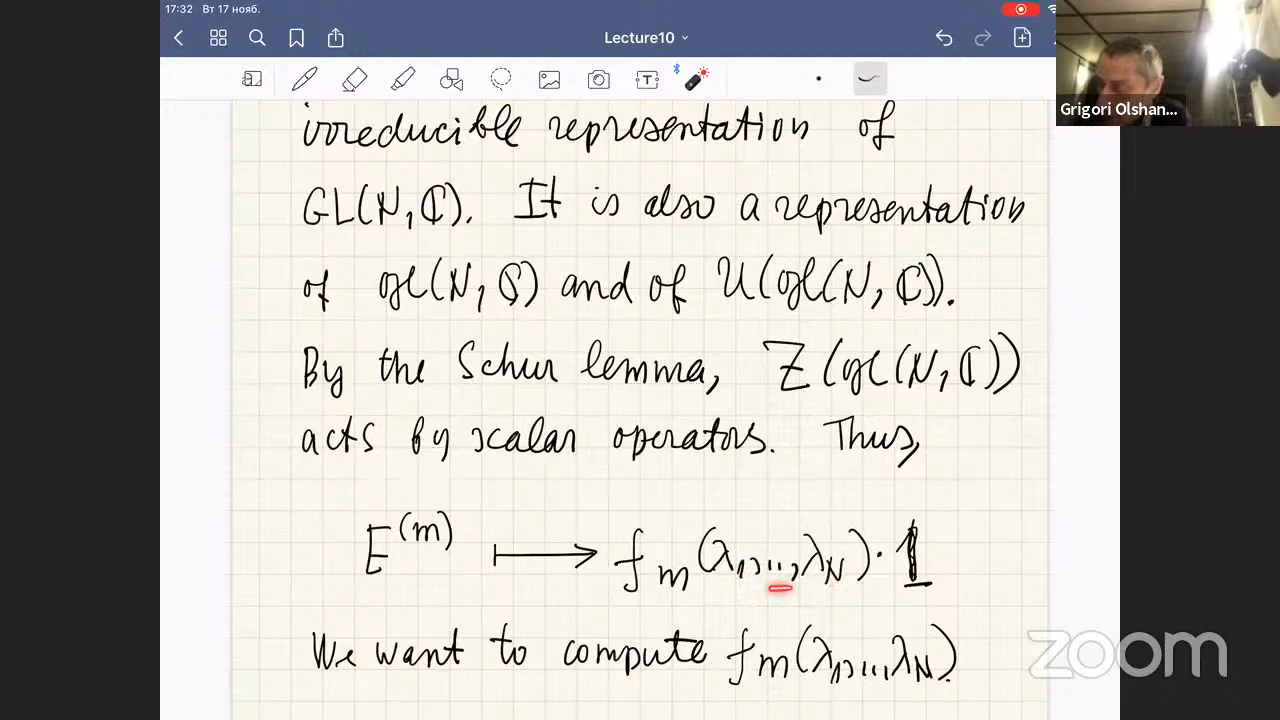 17:32 Вт 17 нояб.
Lecture10
Grigori Olshan...
irreducible representation of
GL(N, ℂ). It is also a representation
of gl(N, ℂ) and of U(gl(N, ℂ)).
By the Schur lemma, Z(gl(N, ℂ))
acts by scalar operators. Thus,
E^(m) ⟼ f_m(λ_1, ..., λ_N) · 1
We want to compute f_m(λ_1, ..., λ_N).
zoom